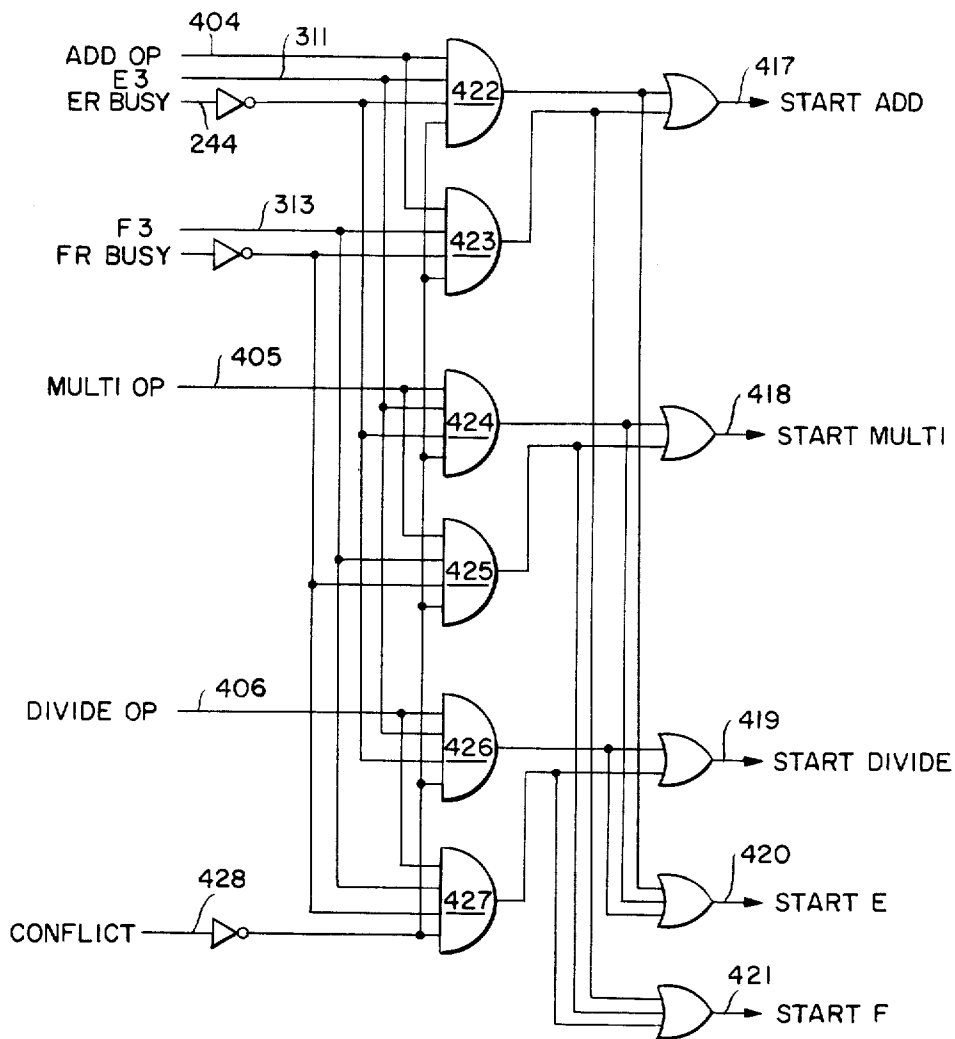 404
311
ADD OP
E3
ER BUSY
244
422
417
START ADD
313
F3
FR BUSY
423
405
MULTI OP
424
418
START MULTI
425
406
DIVIDE OP
426
419
START DIVIDE
427
428
CONFLICT
420
START E
421
START F